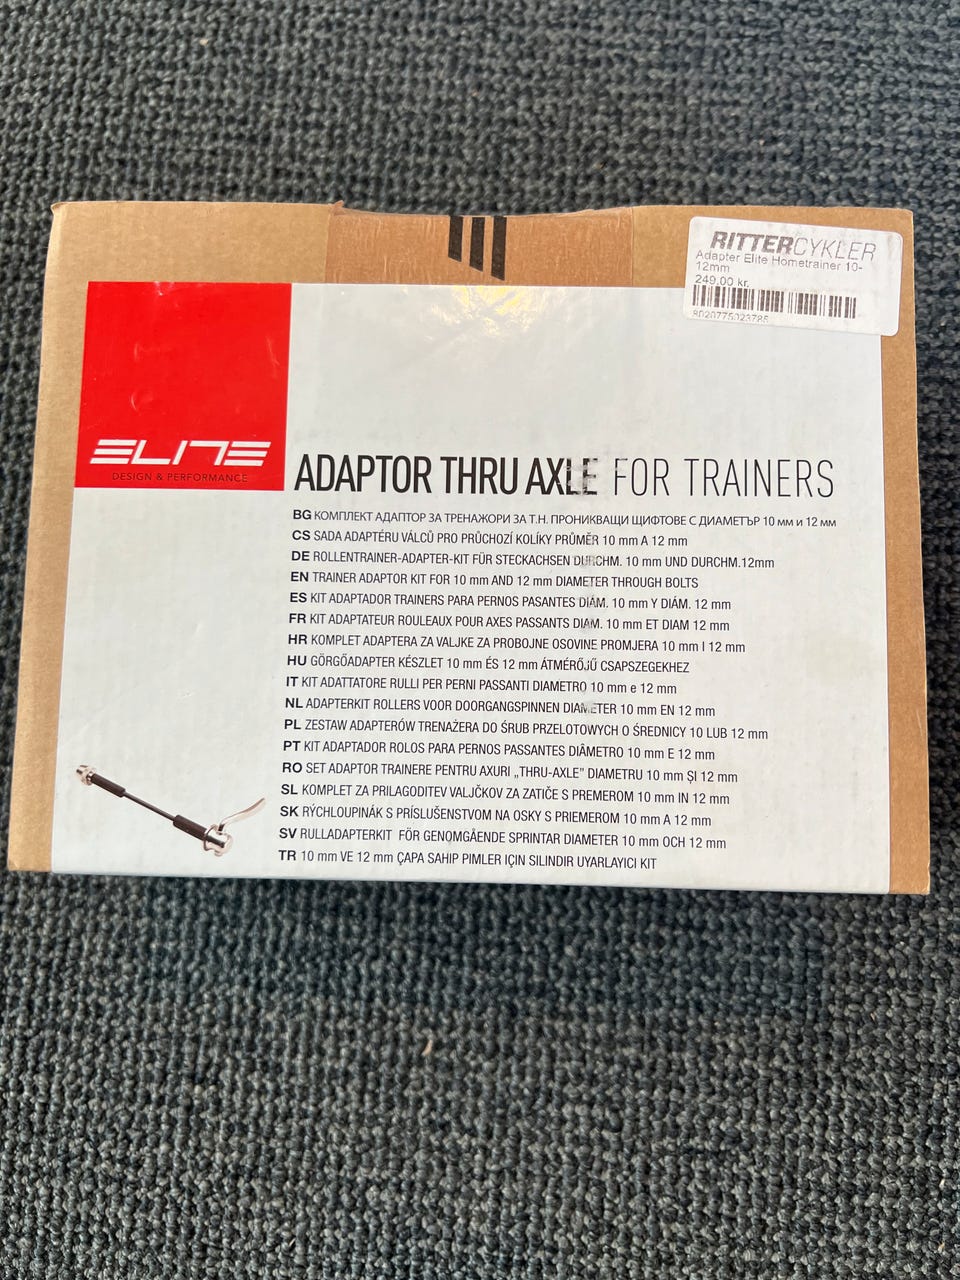 RITTERCYKLER
Adapter Elite Hometrainer 10-
12mm
249,00 kr.
8020775023785
ELITE
DESIGN & PERFORMANCE
ADAPTOR THRU AXLE FOR TRAINERS
BG КОМПЛЕКТ АДАПТОР ЗА ТРЕНАЖОРИ ЗА Т.Н. ПРОНИКВАЩИ ЩИФТОВЕ С ДИАМЕТЪР 10 мм и 12 мм
CS SADA ADAPTÉRU VÁLCŮ PRO PRŮCHOZÍ KOLÍKY PRŮMĚR 10 mm A 12 mm
DE ROLLENTRAINER-ADAPTER-KIT FÜR STECKACHSEN DURCHM. 10 mm UND DURCHM.12mm
EN TRAINER ADAPTOR KIT FOR 10 mm AND 12 mm DIAMETER THROUGH BOLTS
ES KIT ADAPTADOR TRAINERS PARA PERNOS PASANTES DIÁM. 10 mm Y DIÁM. 12 mm
FR KIT ADAPTATEUR ROULEAUX POUR AXES PASSANTS DIAM. 10 mm ET DIAM 12 mm
HR KOMPLET ADAPTERA ZA VALJKE ZA PROBOJNE OSOVINE PROMJERA 10 mm I 12 mm
HU GÖRGŐADAPTER KÉSZLET 10 mm ÉS 12 mm ÁTMÉRŐJŰ CSAPSZEGEKHEZ
IT KIT ADATTATORE RULLI PER PERNI PASSANTI DIAMETRO 10 mm e 12 mm
NL ADAPTERKIT ROLLERS VOOR DOORGANGSPINNEN DIAMETER 10 mm EN 12 mm
PL ZESTAW ADAPTERÓW TRENAŻERA DO ŚRUB PRZELOTOWYCH O ŚREDNICY 10 LUB 12 mm
PT KIT ADAPTADOR ROLOS PARA PERNOS PASSANTES DIÂMETRO 10 mm E 12 mm
RO SET ADAPTOR TRAINERE PENTRU AXURI „THRU-AXLE” DIAMETRU 10 mm ȘI 12 mm
SL KOMPLET ZA PRILAGODITEV VALJČKOV ZA ZATIČE S PREMEROM 10 mm IN 12 mm
SK RÝCHLOUPINÁK S PRÍSLUŠENSTVOM NA OSKY S PRIEMEROM 10 mm A 12 mm
SV RULLADAPTERKIT FÖR GENOMGÅENDE SPRINTAR DIAMETER 10 mm OCH 12 mm
TR 10 mm VE 12 mm ÇAPA SAHIP PIMLER IÇIN SILINDIR UYARLAYICI KIT